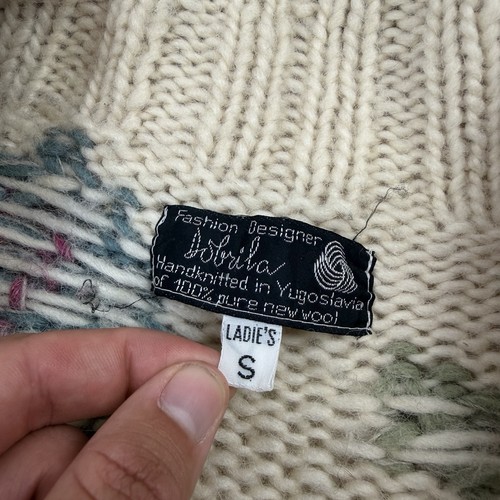 Fashion Designer
Dobrila
Handknitted in Yugoslavia
of 100% pure new wool
LADIE'S
S